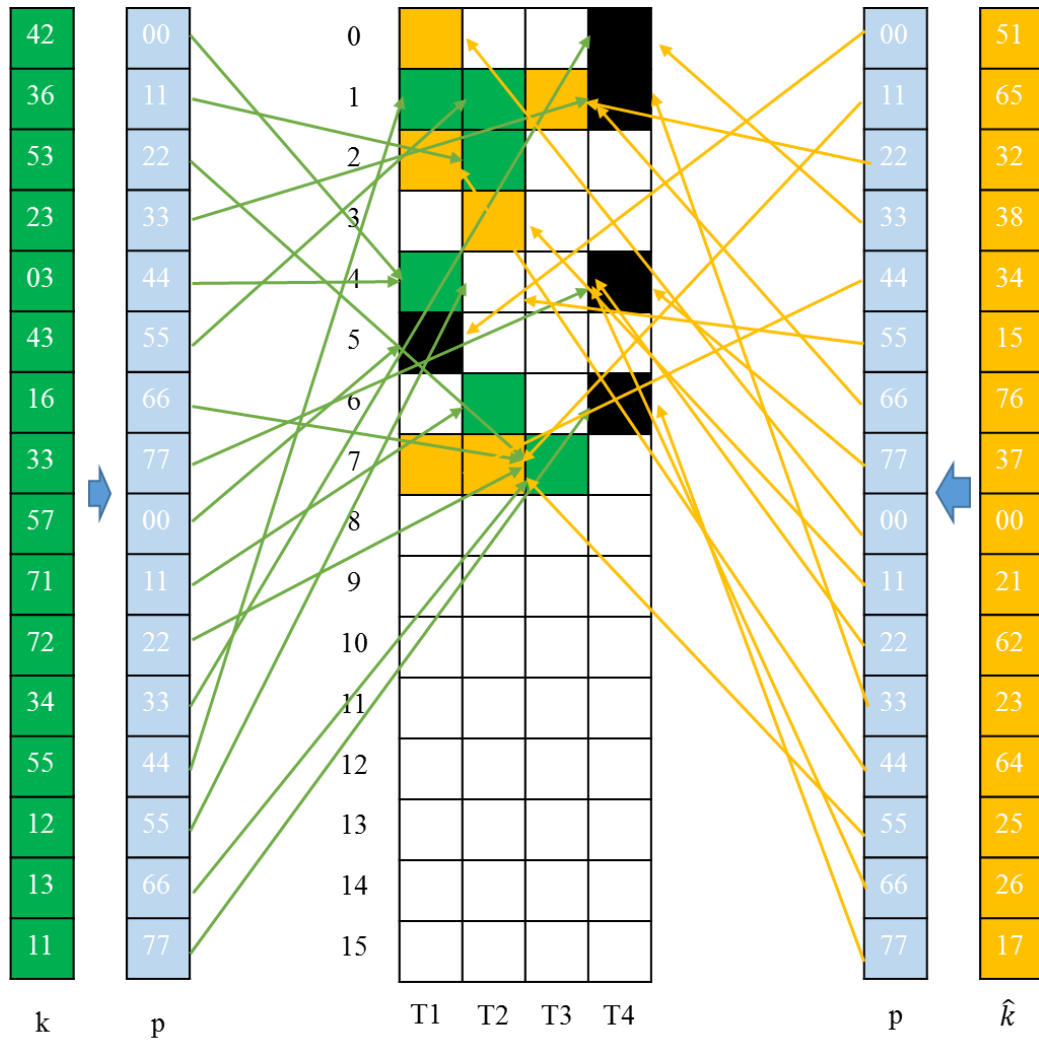 42 00 0 00 51
36 11 1 11 65
53 22 2 22 32
23 33 3 33 38
03 44 4 44 34
43 55 5 55 15
16 66 6 66 76
33 77 7 77 37
57 00 8 00 00
71 11 9 11 21
72 22 10 22 62
34 33 11 33 23
55 44 12 44 64
12 55 13 55 25
13 66 14 66 26
11 77 15 77 17
k p T1 T2 T3 T4 p k̂